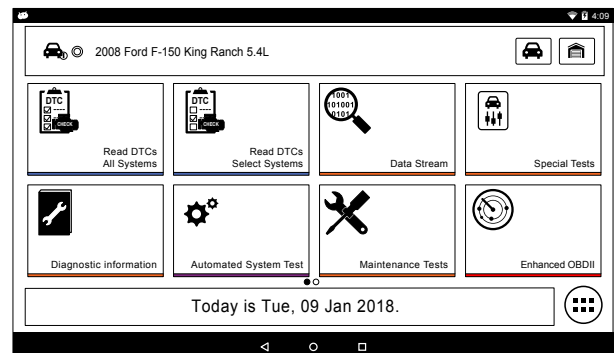 4:09
2008 Ford F-150 King Ranch 5.4L
DTC
CHECK
Read DTCs
All Systems
DTC
CHECK
Read DTCs
Select Systems
1001
101001
0101
Data Stream
Special Tests
Diagnostic information
Automated System Test
Maintenance Tests
Enhanced OBDII
Today is Tue, 09 Jan 2018.